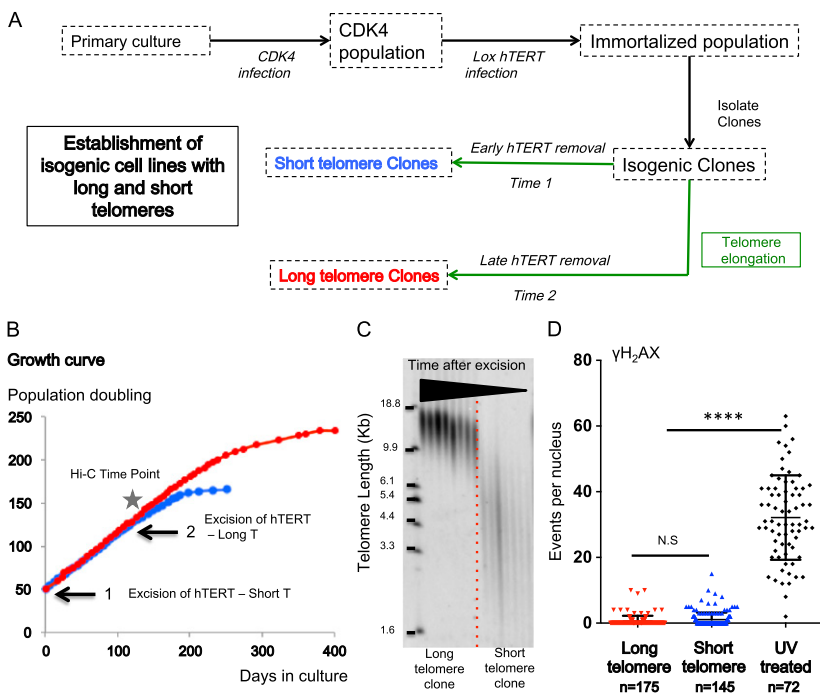 A
Primary culture
CDK4
infection
CDK4
population
Lox hTERT
infection
Immortalized population
Isolate
Clones
Establishment of
isogenic cell lines with
long and short
telomeres
Short telomere Clones
Early hTERT removal
Time 1
Isogenic Clones
Long telomere Clones
Late hTERT removal
Time 2
Telomere
elongation
B
Growth curve
Population doubling
250
200
150
100
50
0
0
100
200
300
400
Days in culture
Hi-C Time Point
2
Excision of hTERT
– Long T
1
Excision of hTERT – Short T
C
Time after excision
Telomere Length (Kb)
18.8
9.9
6.1
5.4
4.4
3.3
1.6
Long
telomere
clone
Short
telomere
clone
D
γH₂AX
Events per nucleus
80
60
40
20
0
N.S
****
Long
telomere
n=175
Short
telomere
n=145
UV
treated
n=72